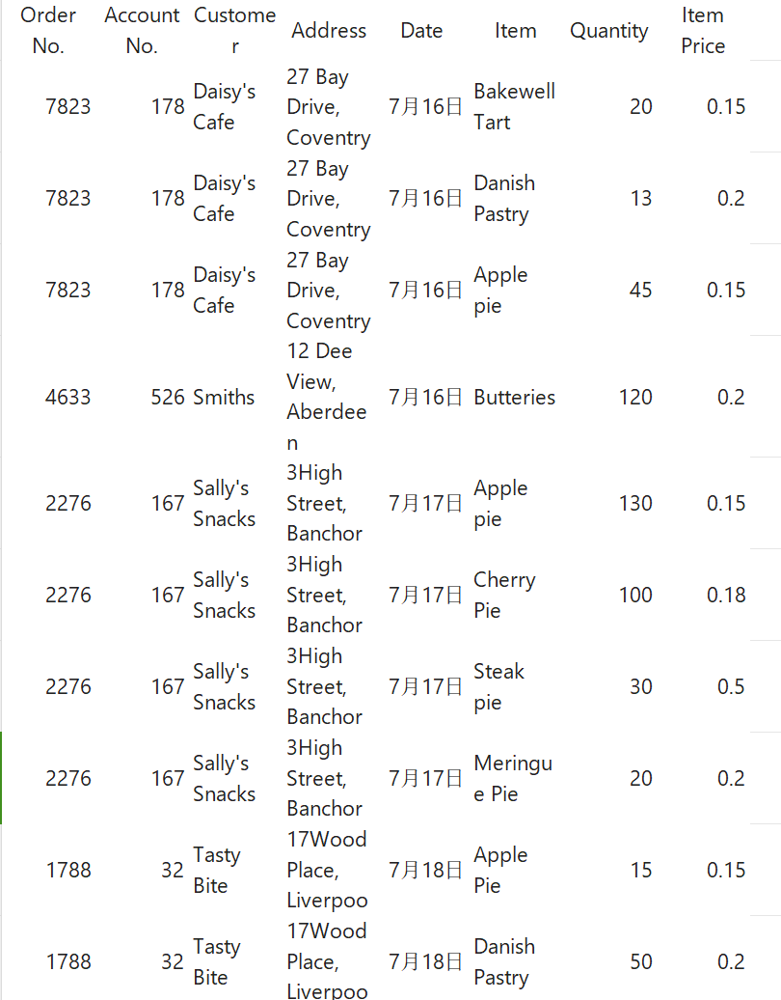 Order No. Account No. Custome r Address Date Item Quantity Item Price
7823 178 Daisy's Cafe 27 Bay Drive, Coventry 7月16日 Bakewell Tart 20 0.15
7823 178 Daisy's Cafe 27 Bay Drive, Coventry 7月16日 Danish Pastry 13 0.2
7823 178 Daisy's Cafe 27 Bay Drive, Coventry 7月16日 Apple pie 45 0.15
4633 526 Smiths 12 Dee View, Aberdee n 7月16日 Butteries 120 0.2
2276 167 Sally's Snacks 3High Street, Banchor 7月17日 Apple pie 130 0.15
2276 167 Sally's Snacks 3High Street, Banchor 7月17日 Cherry Pie 100 0.18
2276 167 Sally's Snacks 3High Street, Banchor 7月17日 Steak pie 30 0.5
2276 167 Sally's Snacks 3High Street, Banchor 7月17日 Meringu e Pie 20 0.2
1788 32 Tasty Bite 17Wood Place, Liverpoo 7月18日 Apple Pie 15 0.15
1788 32 Tasty Bite 17Wood Place, Liverpoo 7月18日 Danish Pastry 50 0.2